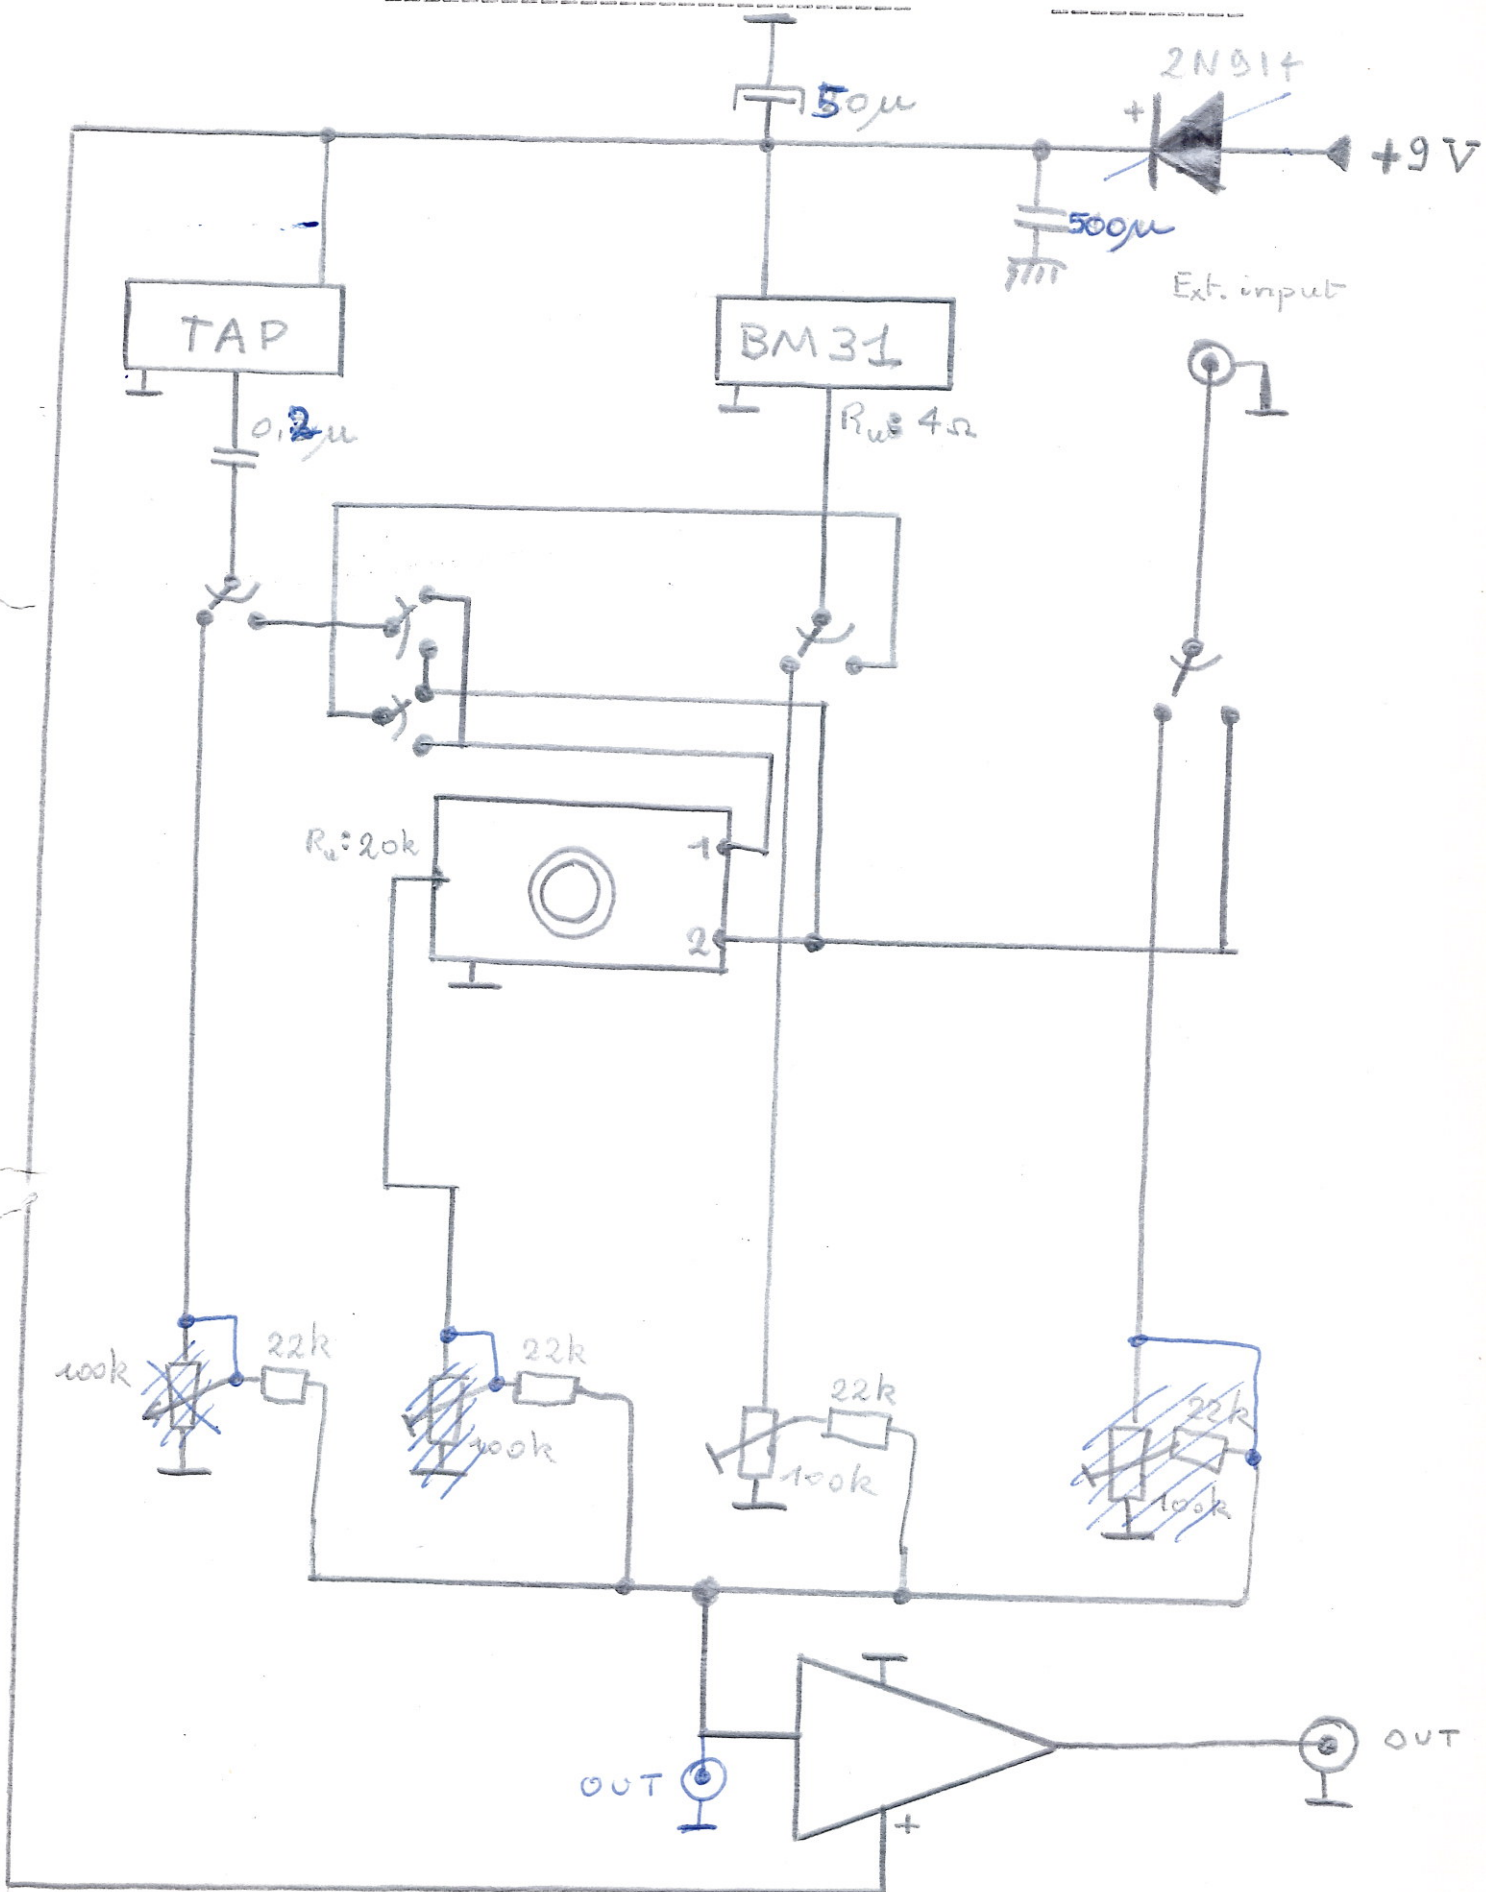 2N914
+
50µ
+9V
500µ
Ext. input
TAP
BM31
0,2µ
Ru: 4Ω
Ru: 20k
1
2
100k
22k
22k
100k
22k
100k
22k
100k
OUT
OUT
+